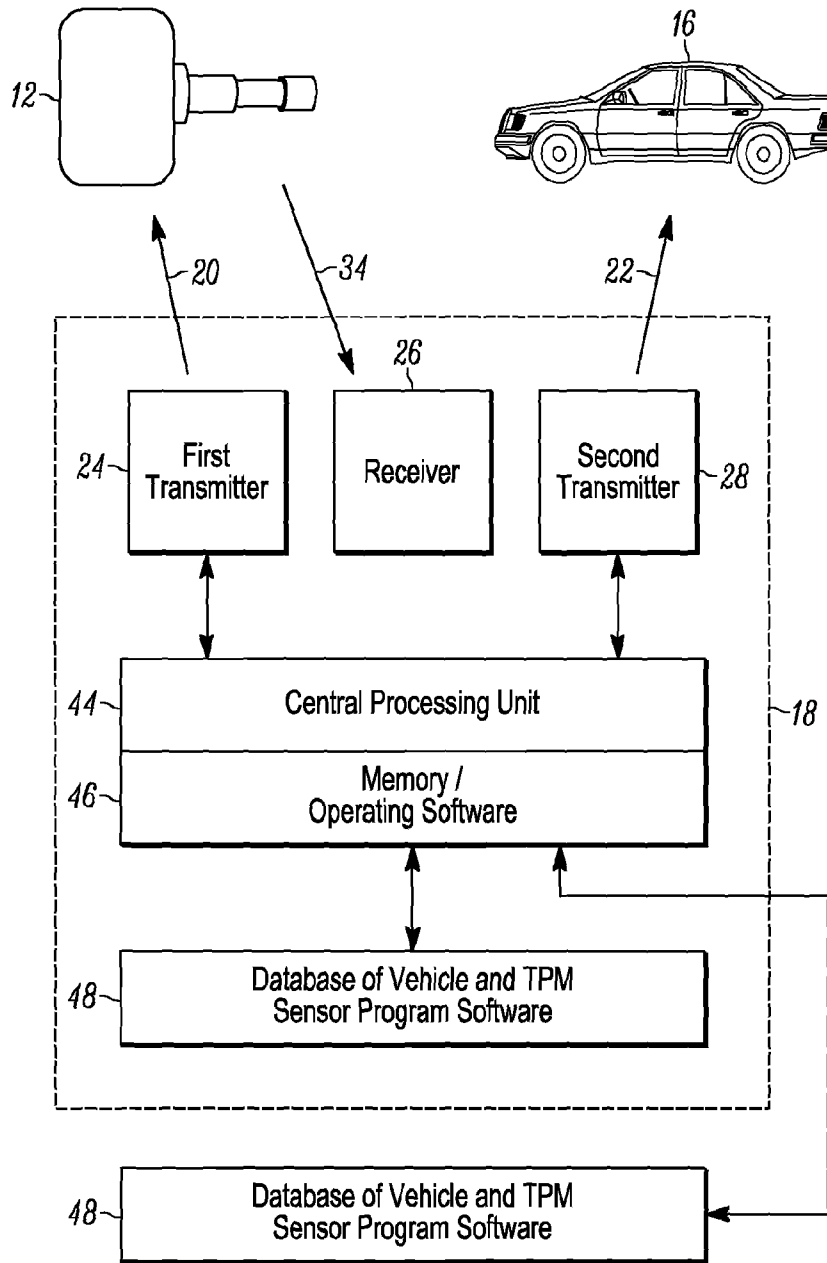 16
12
20
34
22
26
24
First
Transmitter
Receiver
Second
Transmitter
28
44
Central Processing Unit
18
46
Memory /
Operating Software
48
Database of Vehicle and TPM
Sensor Program Software
48
Database of Vehicle and TPM
Sensor Program Software